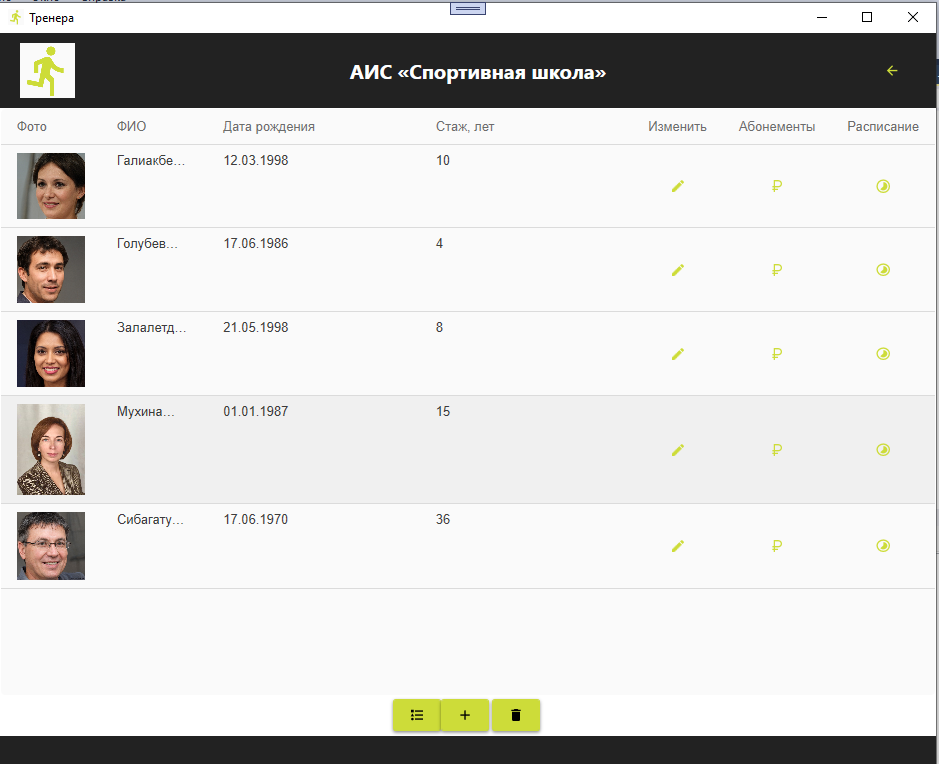 Тренера
АИС «Спортивная школа»
Фото ФИО Дата рождения Стаж, лет Изменить Абонементы Расписание
Галиакбе... 12.03.1998 10 ₽
Голубев... 17.06.1986 4 ₽
Залалетд... 21.05.1998 8 ₽
Мухина... 01.01.1987 15 ₽
Сибагату... 17.06.1970 36 ₽